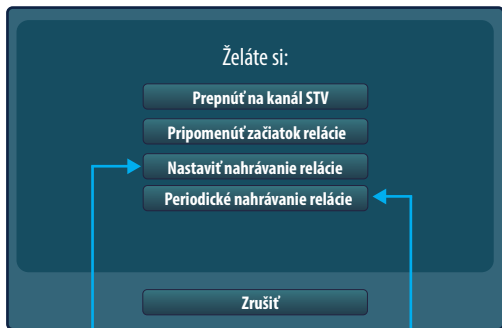 Želáte si:
Prepnúť na kanál STV
Pripomenúť začiatok relácie
Nastaviť nahrávanie relácie
Periodické nahrávanie relácie
Zrušiť